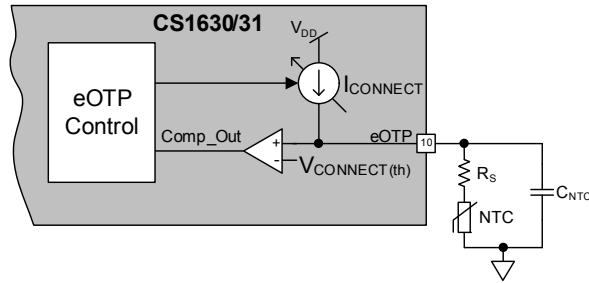 CS1630/31
VDD
ICONNECT
eOTP
Control
Comp_Out
+
-
VCONNECT(th)
eOTP
10
RS
NTC
CNTC